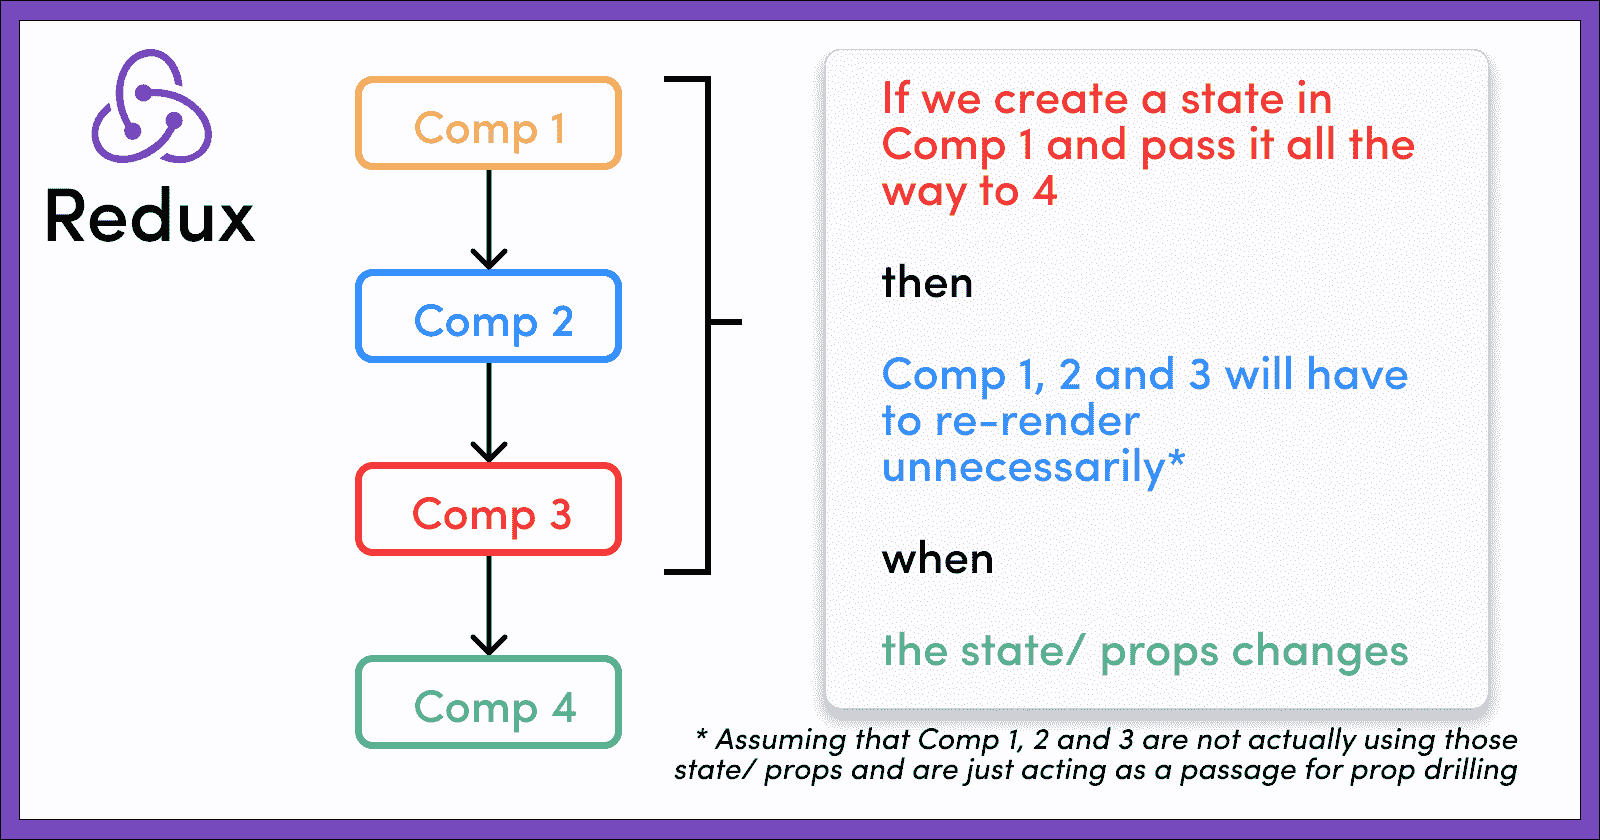 Redux
Comp 1
Comp 2
Comp 3
Comp 4
If we create a state in
Comp 1 and pass it all the
way to 4
then
Comp 1, 2 and 3 will have
to re-render
unnecessarily*
when
the state/ props changes
* Assuming that Comp 1, 2 and 3 are not actually using those
state/ props and are just acting as a passage for prop drilling